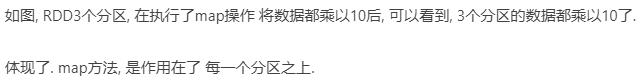 如图, RDD3个分区, 在执行了map操作 将数据都乘以10后, 可以看到, 3个分区的数据都乘以10了.
体现了. map方法, 是作用在了 每一个分区之上.